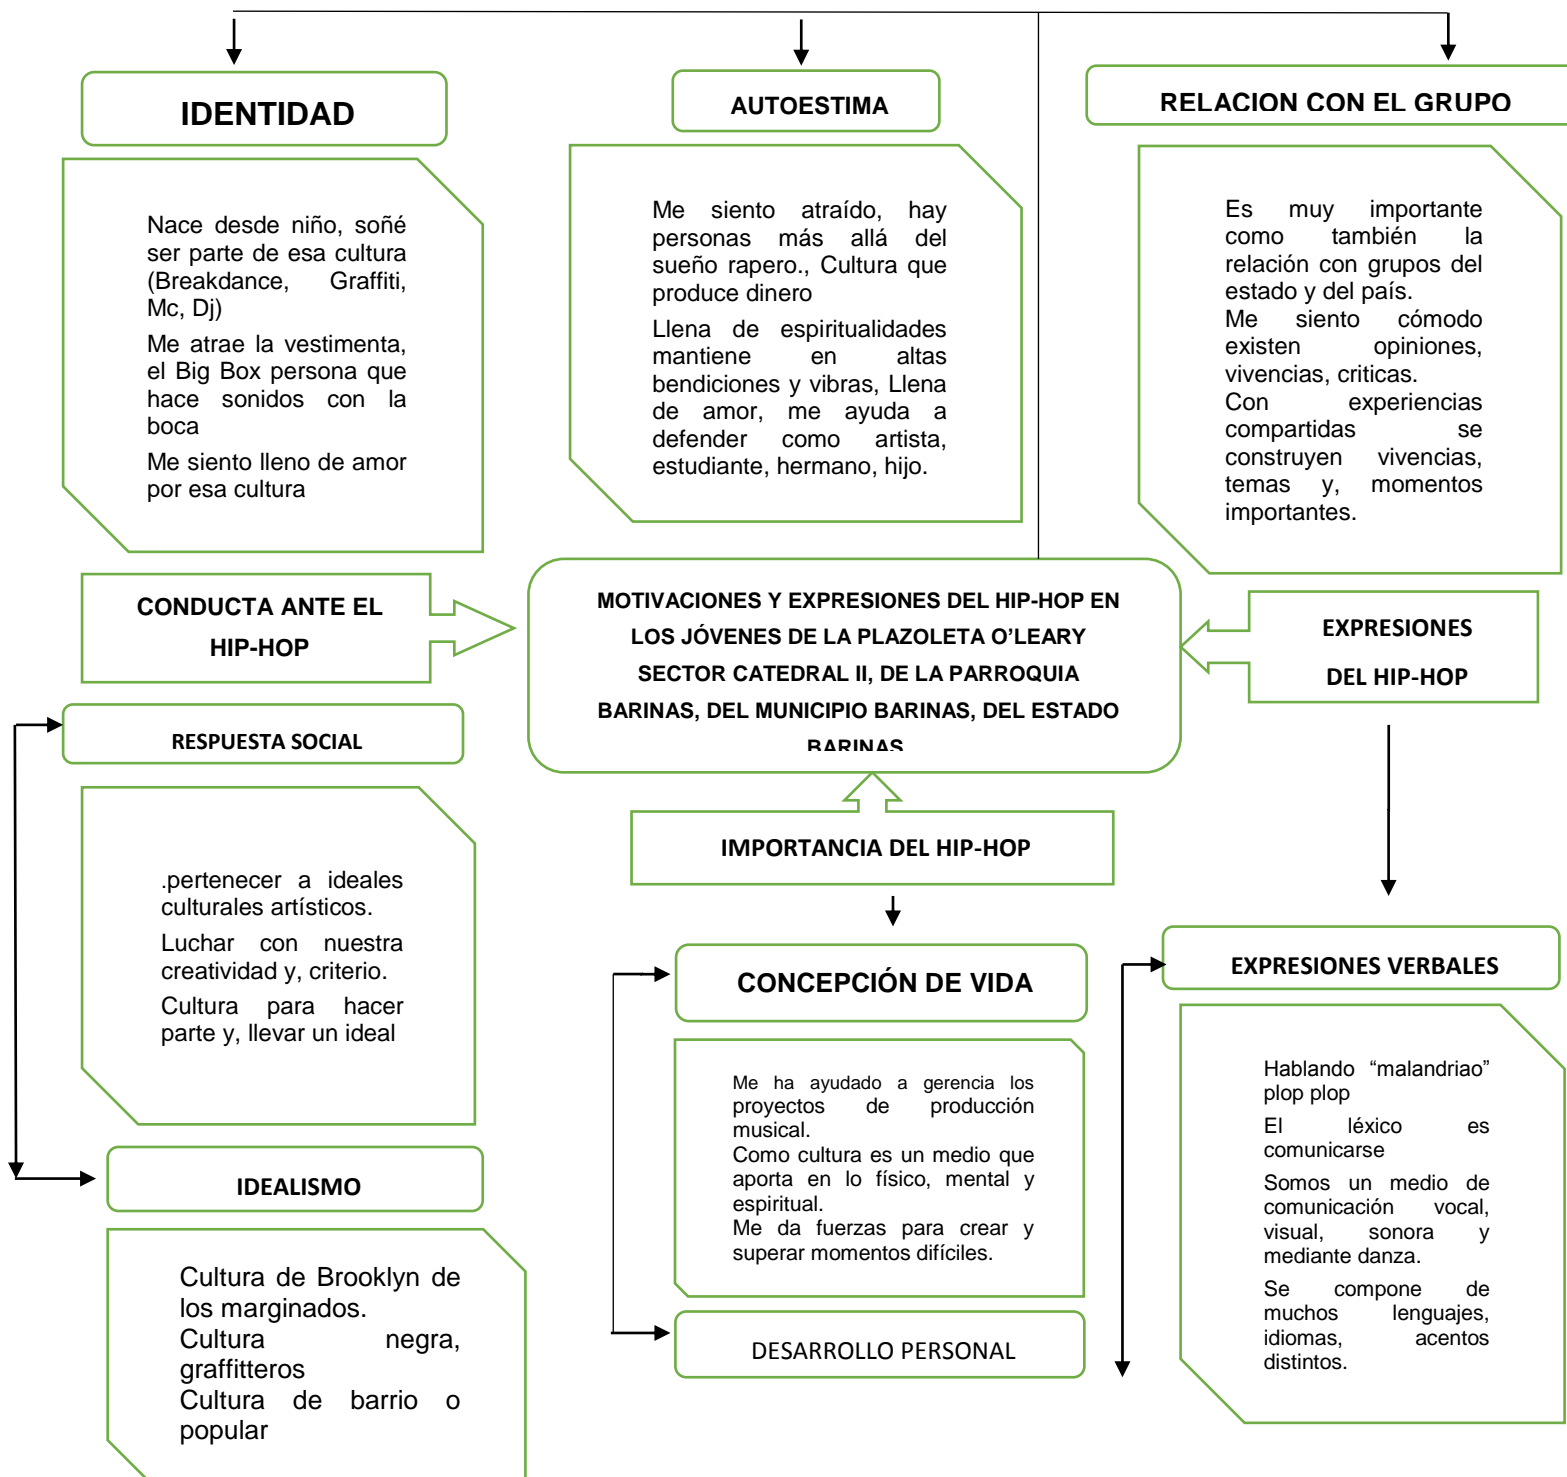 IDENTIDAD
AUTOESTIMA
RELACION CON EL GRUPO
Nace desde niño, soñé
ser parte de esa cultura
(Breakdance, Graffiti,
Mc, Dj)
Me atrae la vestimenta,
el Big Box persona que
hace sonidos con la
boca
Me siento lleno de amor
por esa cultura
Me siento atraído, hay
personas más allá del
sueño rapero., Cultura que
produce dinero
Llena de espiritualidades
mantiene en altas
bendiciones y vibras, Llena
de amor, me ayuda a
defender como artista,
estudiante, hermano, hijo.
Es muy importante
como también la
relación con grupos del
estado y del país.
Me siento cómodo
existen opiniones,
vivencias, criticas.
Con experiencias
compartidas se
construyen vivencias,
temas y, momentos
importantes.
CONDUCTA ANTE EL
HIP-HOP
MOTIVACIONES Y EXPRESIONES DEL HIP-HOP EN
LOS JÓVENES DE LA PLAZOLETA O’LEARY
SECTOR CATEDRAL II, DE LA PARROQUIA
BARINAS, DEL MUNICIPIO BARINAS, DEL ESTADO
BARINAS
EXPRESIONES
DEL HIP-HOP
RESPUESTA SOCIAL
.pertenecer a ideales
culturales artísticos.
Luchar con nuestra
creatividad y, criterio.
Cultura para hacer
parte y, llevar un ideal
IDEALISMO
Cultura de Brooklyn de
los marginados.
Cultura negra,
graffitteros
Cultura de barrio o
popular
IMPORTANCIA DEL HIP-HOP
CONCEPCIÓN DE VIDA
Me ha ayudado a gerencia los
proyectos de producción
musical.
Como cultura es un medio que
aporta en lo físico, mental y
espiritual.
Me da fuerzas para crear y
superar momentos difíciles.
DESARROLLO PERSONAL
EXPRESIONES VERBALES
Hablando “malandriao”
plop plop
El léxico es
comunicarse
Somos un medio de
comunicación vocal,
visual, sonora y
mediante danza.
Se compone de
muchos lenguajes,
idiomas, acentos
distintos.